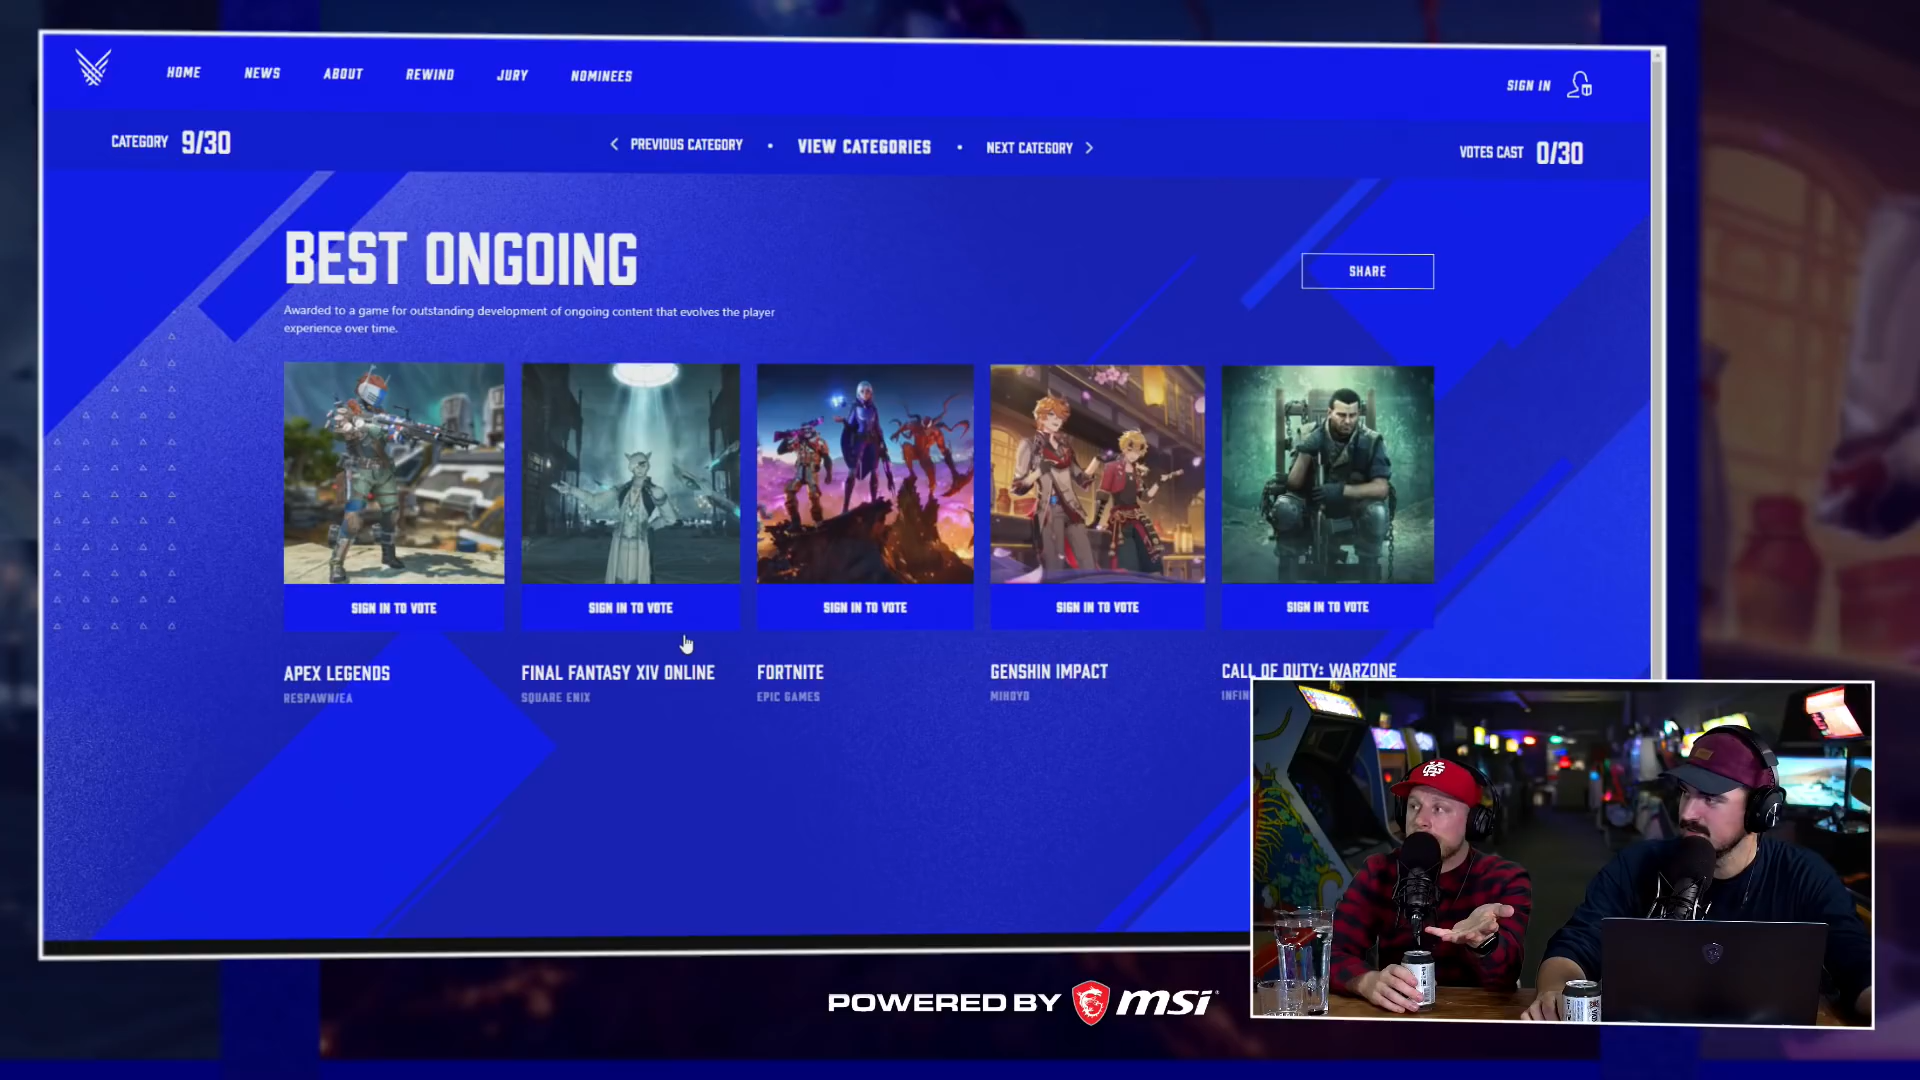 HOME NEWS ABOUT REWIND JURY NOMINEES
SIGN IN
CATEGORY 9/30
PREVIOUS CATEGORY • VIEW CATEGORIES • NEXT CATEGORY
VOTES CAST 0/30
BEST ONGOING
SHARE
Awarded to a game for outstanding development of ongoing content that evolves the player
experience over time.
SIGN IN TO VOTE
SIGN IN TO VOTE
SIGN IN TO VOTE
SIGN IN TO VOTE
SIGN IN TO VOTE
APEX LEGENDS
RESPAWN/EA
FINAL FANTASY XIV ONLINE
SQUARE ENIX
FORTNITE
EPIC GAMES
GENSHIN IMPACT
MIHOYO
CALL OF DUTY: WARZONE
POWERED BY msi